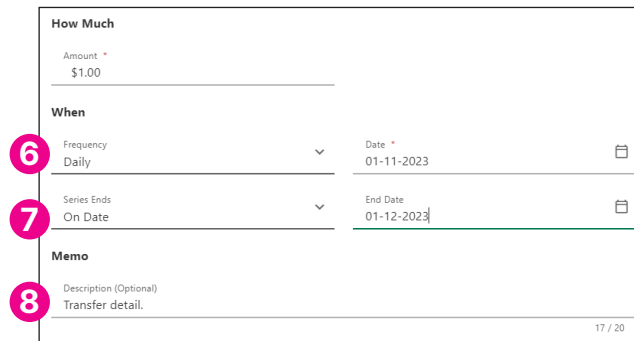 How Much
Amount *
$1.00
When
6
Frequency
Daily
Date *
01-11-2023
7
Series Ends
On Date
End Date
01-12-2023
Memo
8
Description (Optional)
Transfer detail.
17 / 20